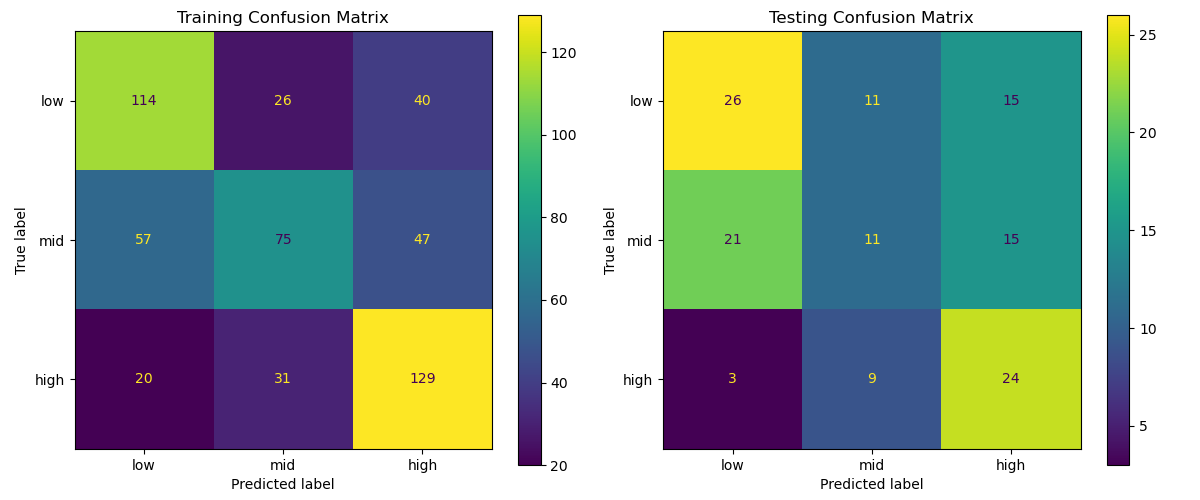 Training Confusion Matrix
low 114 26 40
mid 57 75 47
high 20 31 129
low mid high
Predicted label
True label
120
100
80
60
40
20
Testing Confusion Matrix
low 26 11 15
mid 21 11 15
high 3 9 24
low mid high
Predicted label
True label
25
20
15
10
5